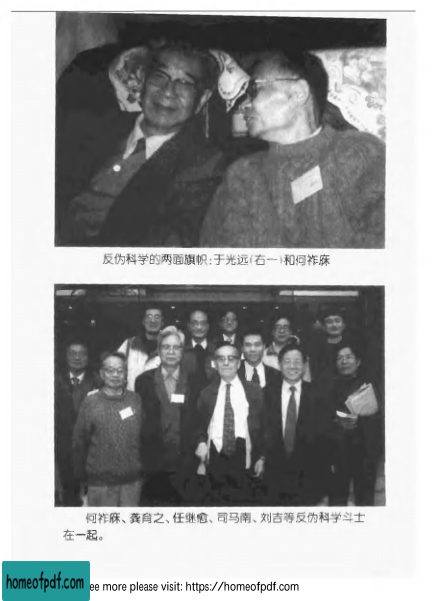 反伪科学的两面旗帜:于光远(右一)和何祚庥
何祚庥、龚育之、任继愈、司马南、刘吉等反伪科学斗士
在一起。
homeofpdf.com
ee more please visit: https://homeofpdf.com